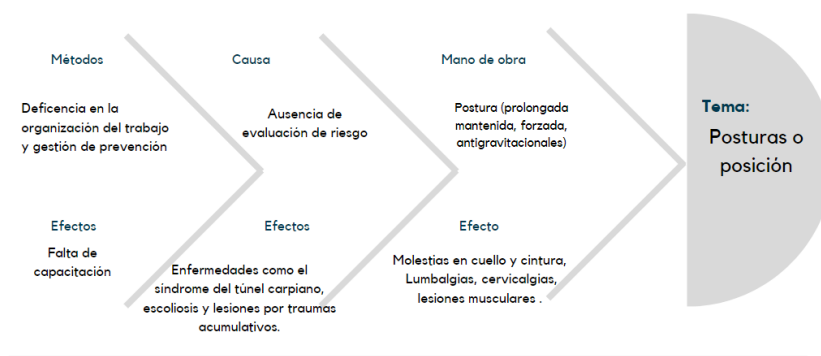 Métodos
Deficencia en la
organización del trabajo
y gestión de prevención
Causa
Ausencia de
evaluación de riesgo
Mano de obra
Postura (prolongada
mantenida, forzada,
antigravitacionales)
Tema:
Posturas o
posición
Efectos
Falta de
capacitación
Efectos
Enfermedades como el
síndrome del túnel carpiano,
escoliosis y lesiones por traumas
acumulativos.
Efecto
Molestias en cuello y cintura,
Lumbalgias, cervicalgias,
lesiones musculares .